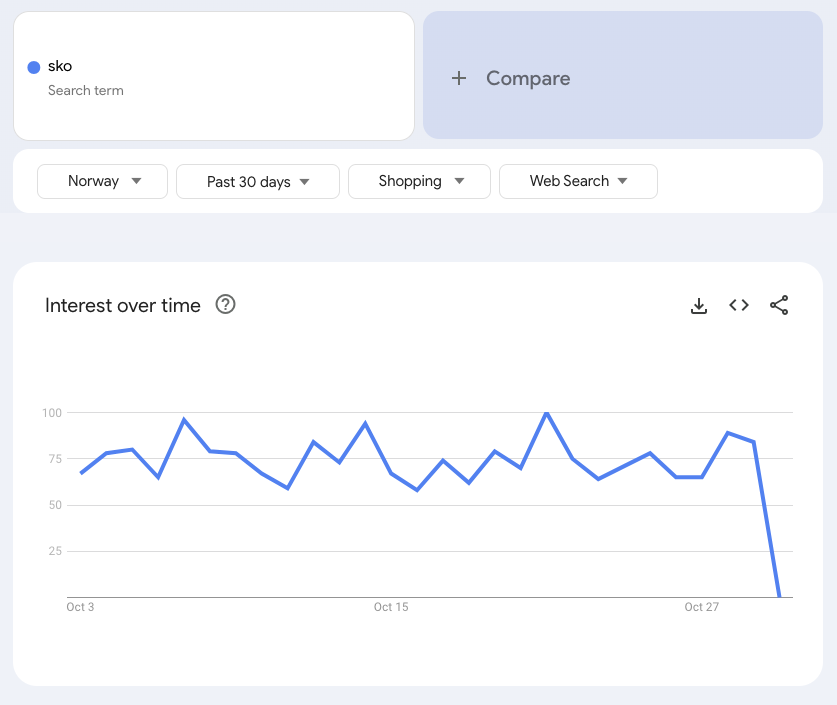 sko
Search term
Compare
Norway
Past 30 days
Shopping
Web Search
Interest over time
100
75
50
25
Oct 3
Oct 15
Oct 27